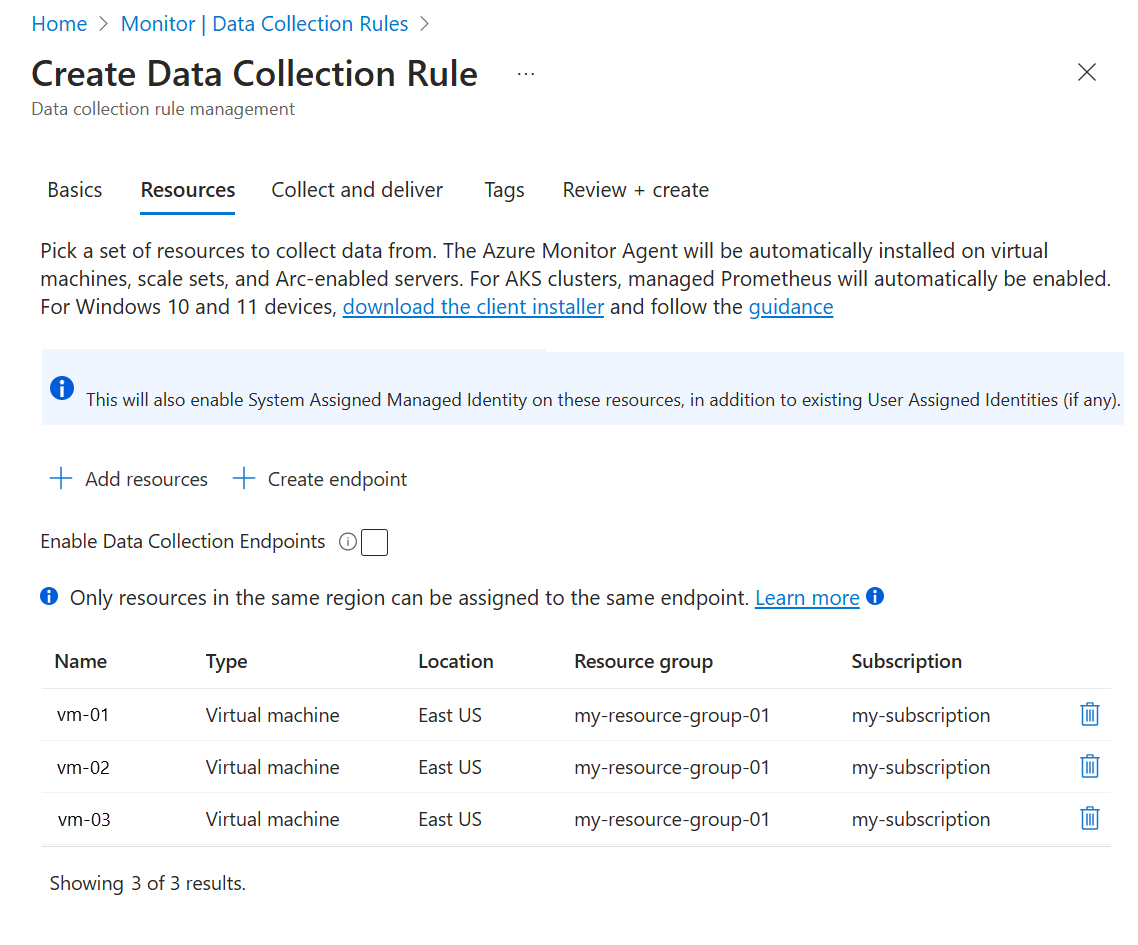 Home > Monitor | Data Collection Rules >
Create Data Collection Rule ...
Data collection rule management
Basics Resources Collect and deliver Tags Review + create
Pick a set of resources to collect data from. The Azure Monitor Agent will be automatically installed on virtual
machines, scale sets, and Arc-enabled servers. For AKS clusters, managed Prometheus will automatically be enabled.
For Windows 10 and 11 devices, download the client installer and follow the guidance
This will also enable System Assigned Managed Identity on these resources, in addition to existing User Assigned Identities (if any).
+ Add resources + Create endpoint
Enable Data Collection Endpoints
Only resources in the same region can be assigned to the same endpoint. Learn more
Name Type Location Resource group Subscription
vm-01 Virtual machine East US my-resource-group-01 my-subscription
vm-02 Virtual machine East US my-resource-group-01 my-subscription
vm-03 Virtual machine East US my-resource-group-01 my-subscription
Showing 3 of 3 results.